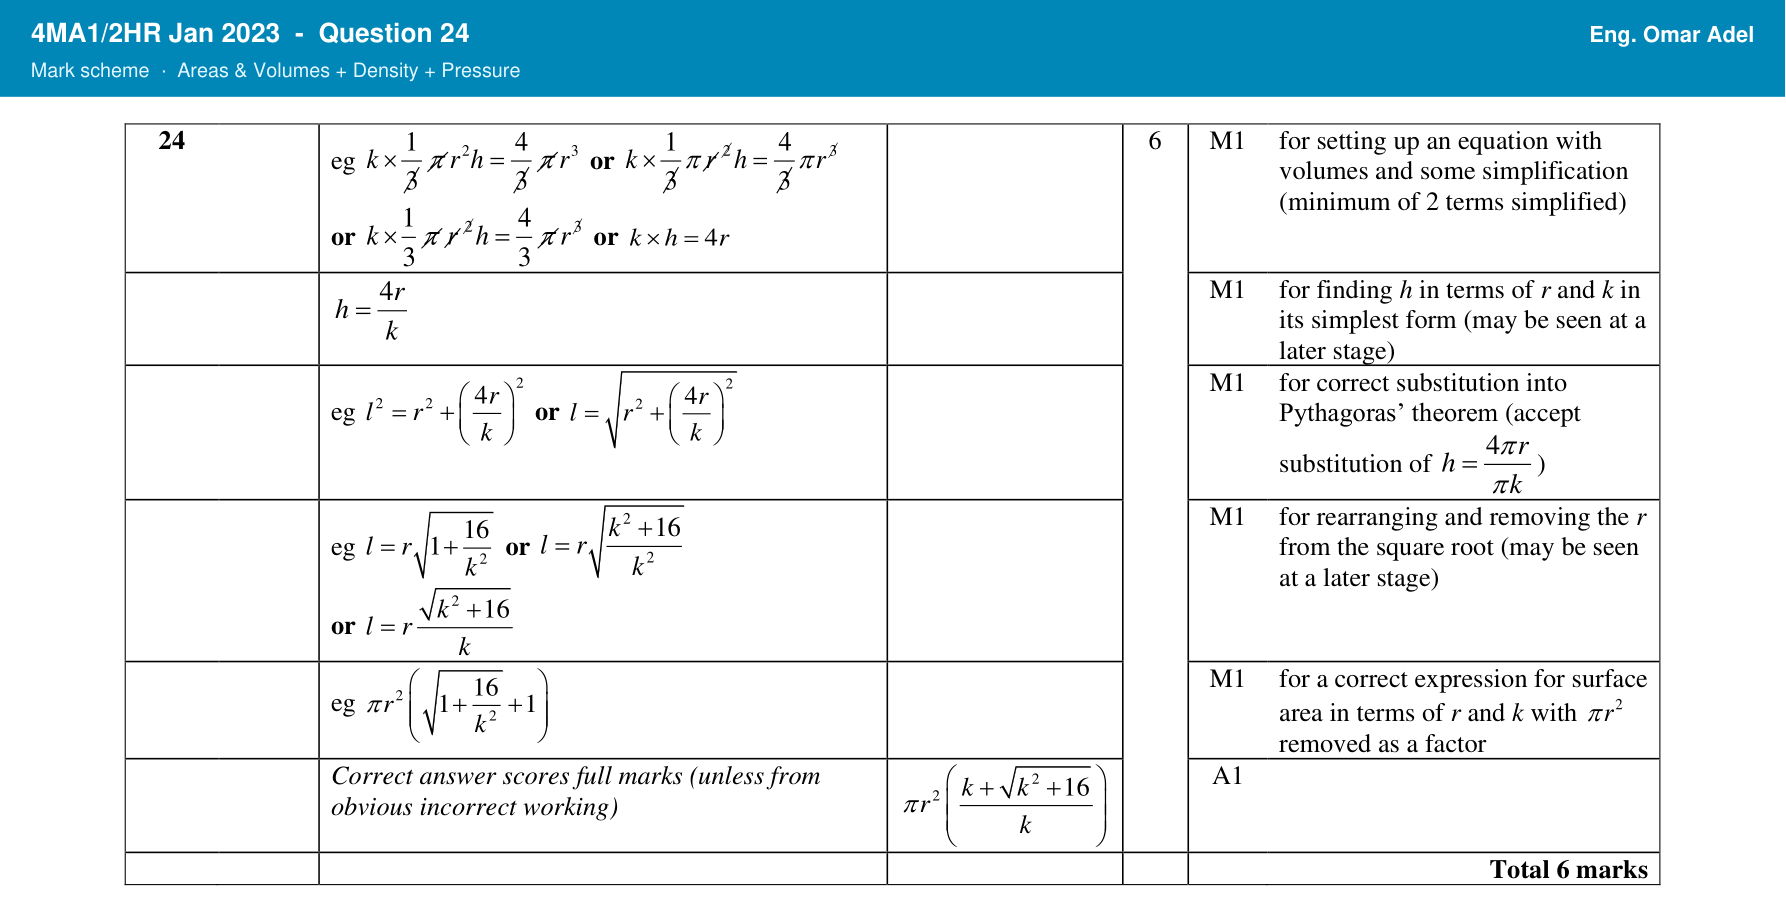 4MA1/2HR Jan 2023 - Question 24
Eng. Omar Adel
Mark scheme · Areas & Volumes + Density + Pressure
24
eg k × 1/3 π r² h = 4/3 π r³ or k × 1/3 π r² h = 4/3 π r³
6
M1
for setting up an equation with
volumes and some simplification
(minimum of 2 terms simplified)
or k × 1/3 π r² h = 4/3 π r³ or k × h = 4r
h = 4r/k
M1
for finding h in terms of r and k in
its simplest form (may be seen at a
later stage)
eg l² = r² + (4r/k)² or l = √(r² + (4r/k)²)
M1
for correct substitution into
Pythagoras’ theorem (accept
substitution of h = 4πr/πk )
eg l = r√(1 + 16/k²) or l = r√((k² + 16)/k²)
or l = r √(k² + 16)/k
M1
for rearranging and removing the r
from the square root (may be seen
at a later stage)
eg πr² (√(1 + 16/k²) + 1)
M1
for a correct expression for surface
area in terms of r and k with πr²
removed as a factor
Correct answer scores full marks (unless from
obvious incorrect working)
πr² ((k + √(k² + 16))/k)
A1
Total 6 marks